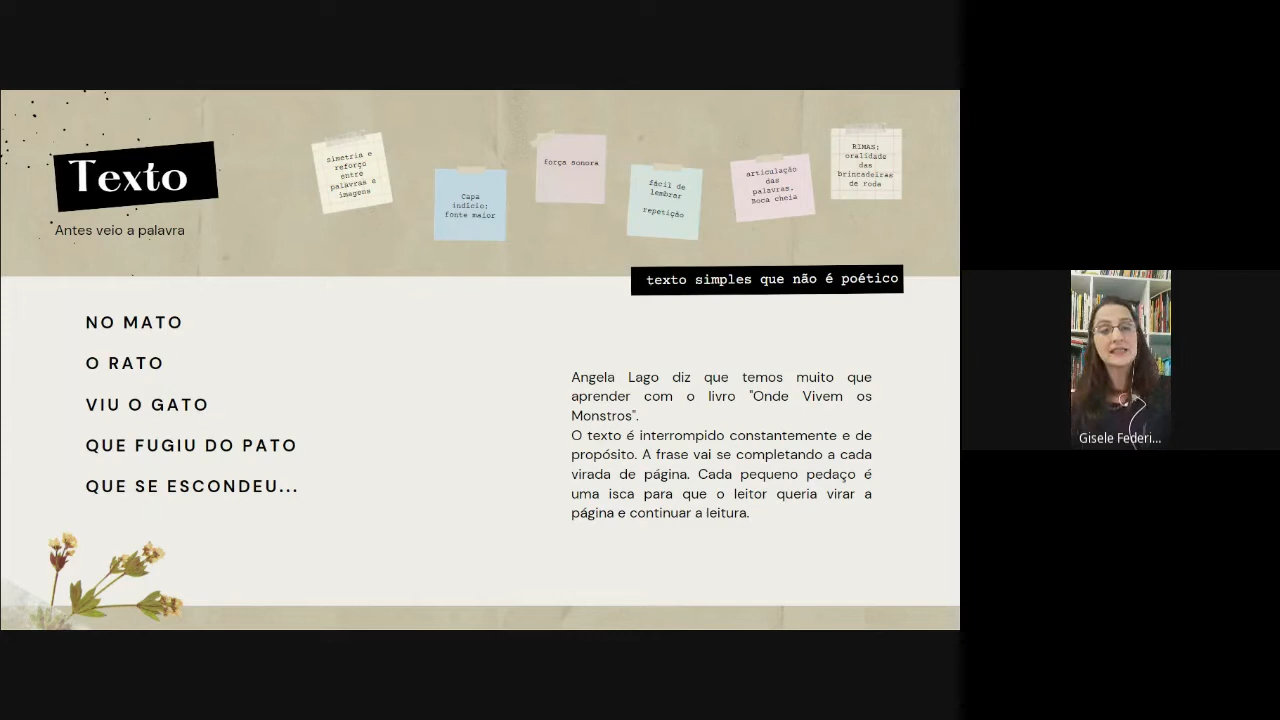 Texto
Antes veio a palavra
simetria e
reforço
entre
palavras e
imagens
Capa
indício:
fonte maior
força sonora
fácil de
lembrar
repetição
articulação
das
palavras.
Boca cheia
RIMAS:
oralidade
das
brincadeiras
de roda
texto simples que não é poético
NO MATO
O RATO
VIU O GATO
QUE FUGIU DO PATO
QUE SE ESCONDEU...
Angela Lago diz que temos muito que
aprender com o livro "Onde Vivem os
Monstros".
O texto é interrompido constantemente e de
propósito. A frase vai se completando a cada
virada de página. Cada pequeno pedaço é
uma isca para que o leitor queria virar a
página e continuar a leitura.
Gisele Federi...